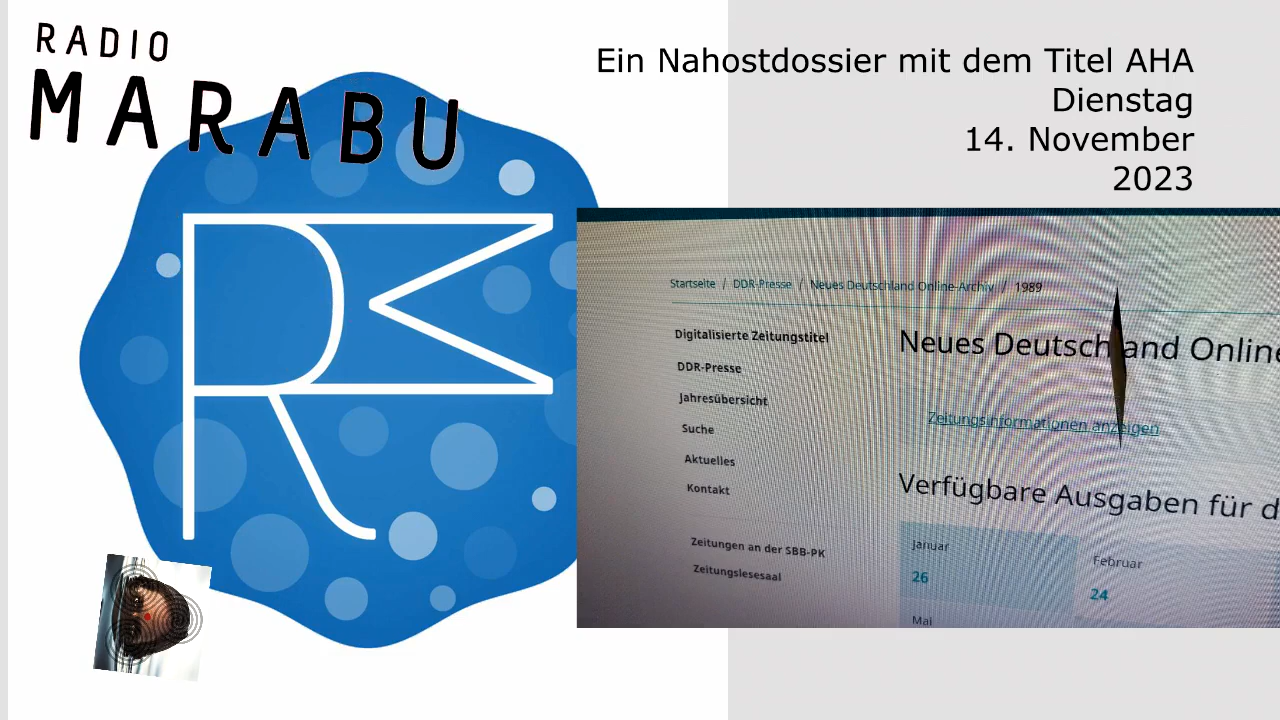 RADIO
MARABU
Ein Nahostdossier mit dem Titel AHA
Dienstag
14. November
2023
Startseite / DDR-Presse / Neues Deutschland Online-Archiv / 1989
Digitalisierte Zeitungstitel
DDR-Presse
Jahresübersicht
Suche
Aktuelles
Kontakt
Zeitungen an der SBB-PK
Zeitungslesesaal
Neues Deutschland Online
Zeitungsinformationen anzeigen
Verfügbare Ausgaben für d
Januar
26
Februar
24
Mai